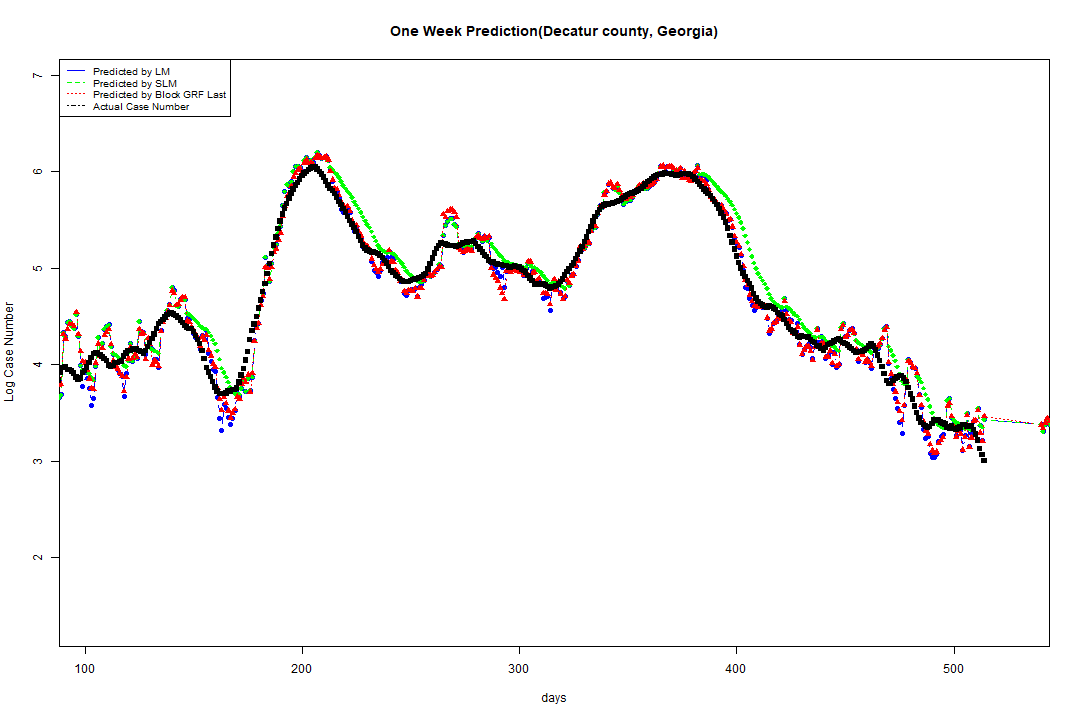 One Week Prediction(Decatur county, Georgia)
Predicted by LM
Predicted by SLM
Predicted by Block GRF Last
Actual Case Number
7
6
5
4
3
2
Log Case Number
100 200 300 400 500
days